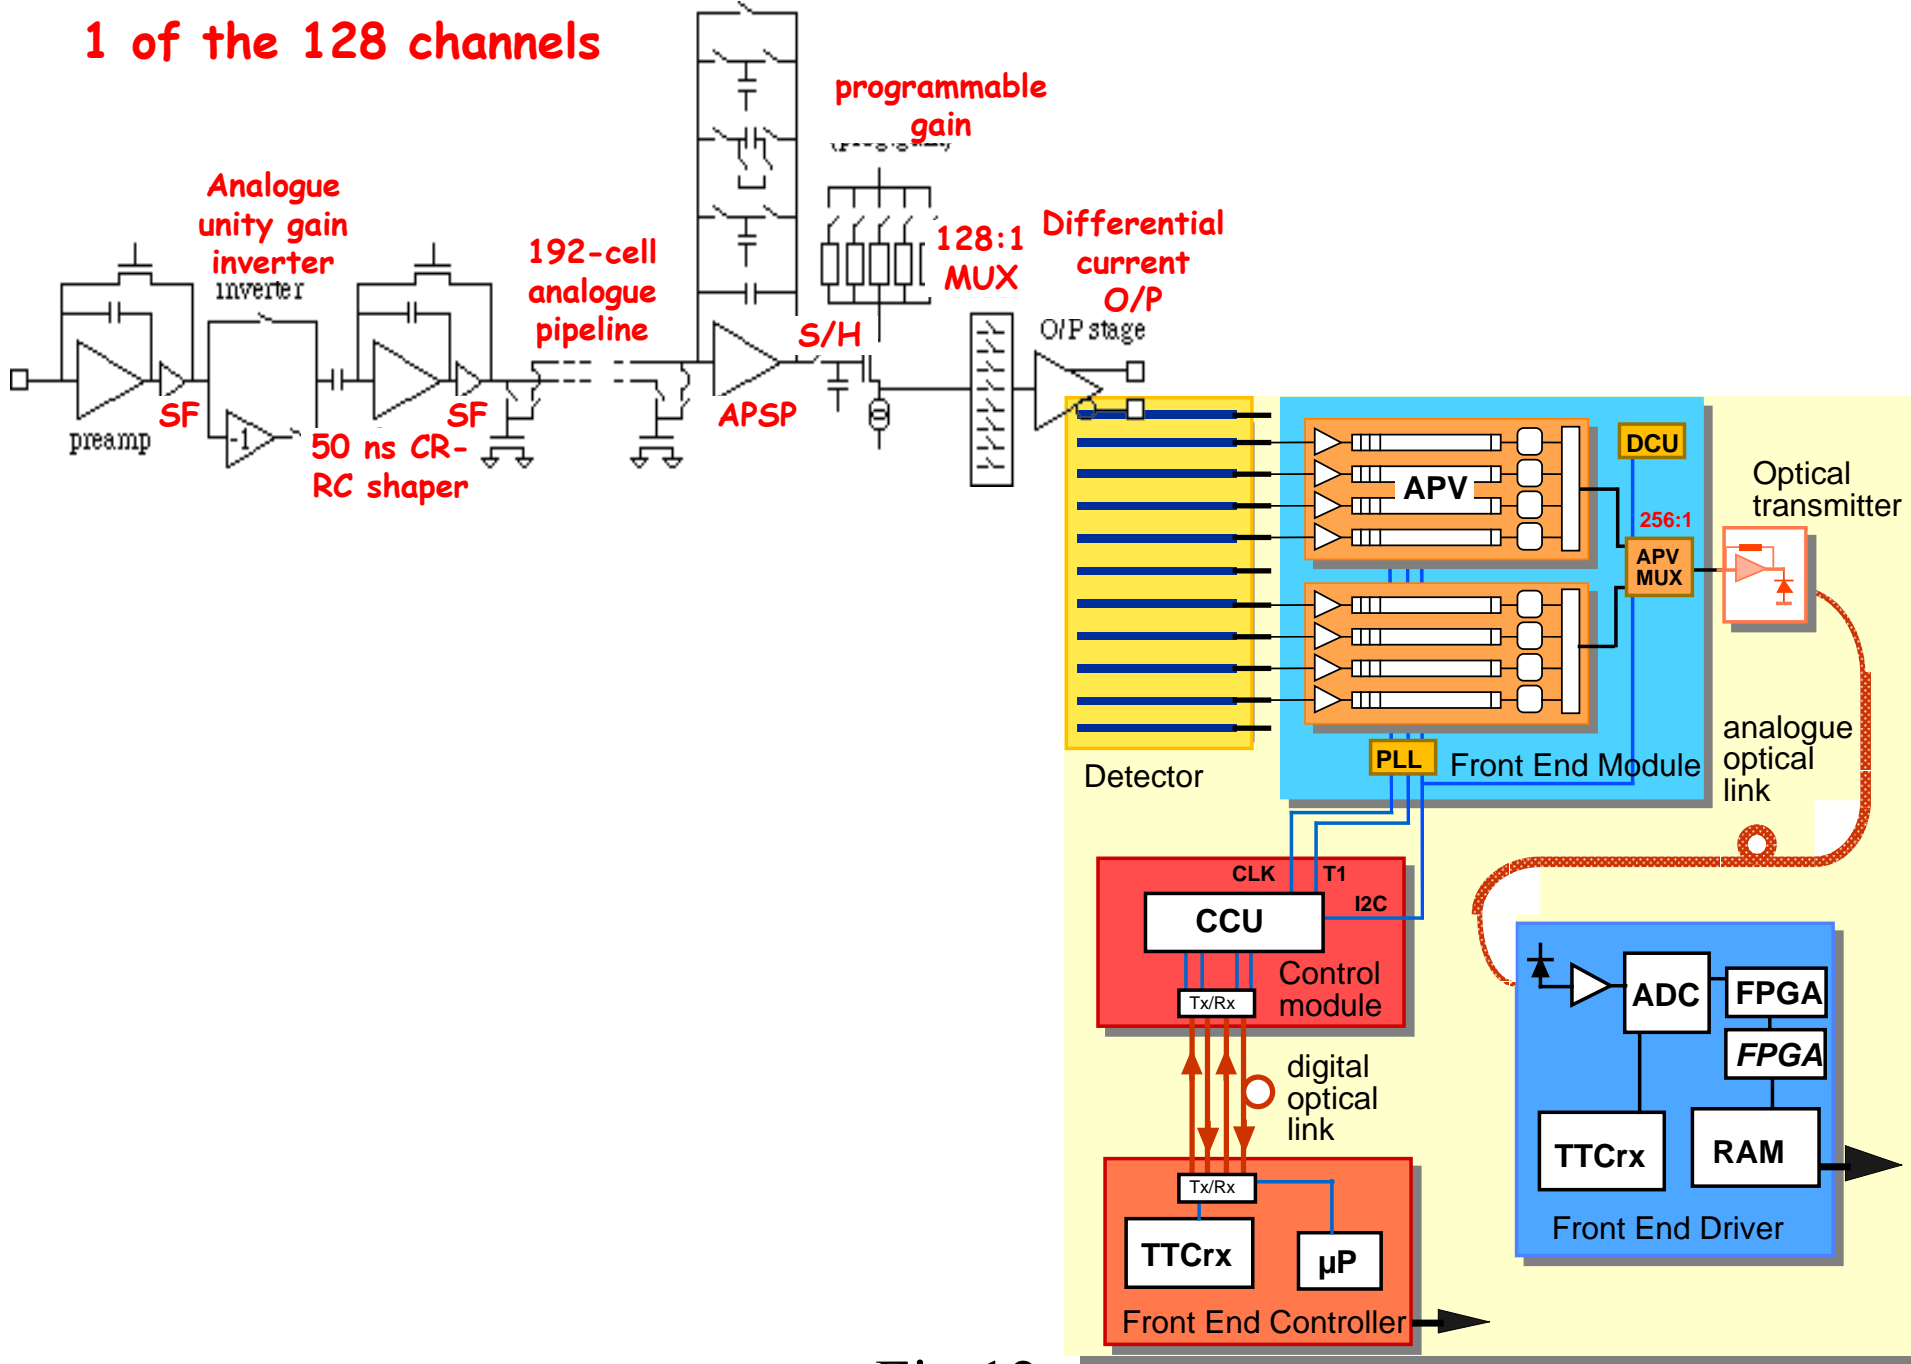 1 of the 128 channels
programmable
gain
Analogue
unity gain
inverter
inverter
192-cell
analogue
pipeline
128:1
MUX
Differential
current
O/P
O/P stage
S/H
SF
SF
APSP
preamp
-1
50 ns CR-
RC shaper
APV
DCU
256:1
APV
MUX
Optical
transmitter
PLL
Front End Module
Detector
analogue
optical
link
CLK
T1
I2C
CCU
Control
module
Tx/Rx
digital
optical
link
Tx/Rx
TTCrx
µP
Front End Controller
ADC
FPGA
FPGA
TTCrx
RAM
Front End Driver